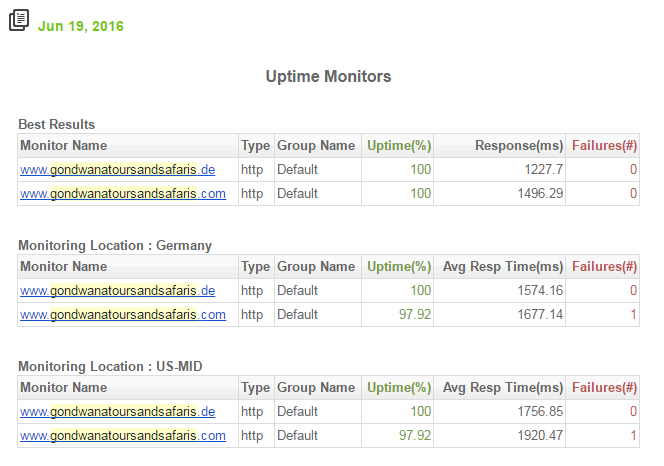 Jun 19, 2016
Uptime Monitors
Best Results
Monitor Name Type Group Name Uptime(%) Response(ms) Failures(#)
www.gondwanatoursandsafaris.de http Default 100 1227.7 0
www.gondwanatoursandsafaris.com http Default 100 1496.29 0
Monitoring Location : Germany
Monitor Name Type Group Name Uptime(%) Avg Resp Time(ms) Failures(#)
www.gondwanatoursandsafaris.de http Default 100 1574.16 0
www.gondwanatoursandsafaris.com http Default 97.92 1677.14 1
Monitoring Location : US-MID
Monitor Name Type Group Name Uptime(%) Avg Resp Time(ms) Failures(#)
www.gondwanatoursandsafaris.de http Default 100 1756.85 0
www.gondwanatoursandsafaris.com http Default 97.92 1920.47 1